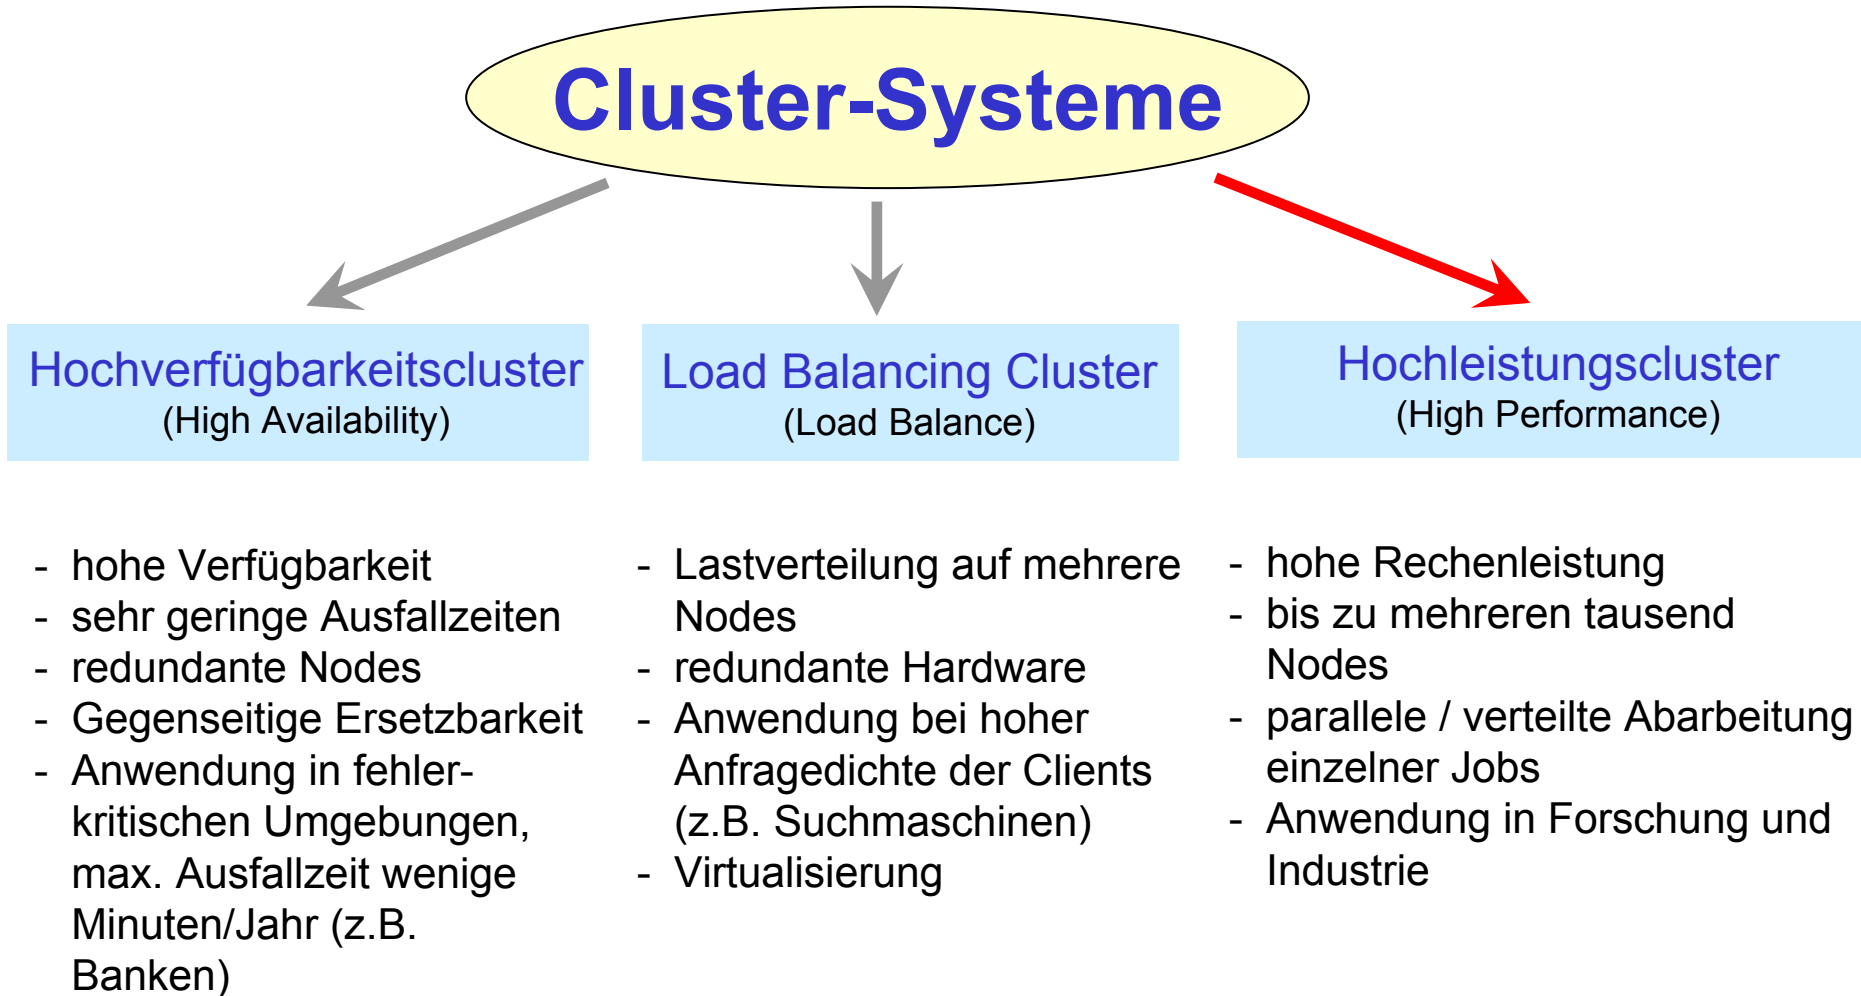 Cluster-Systeme
Hochverfügbarkeitscluster
(High Availability)
- hohe Verfügbarkeit
- sehr geringe Ausfallzeiten
- redundante Nodes
- Gegenseitige Ersetzbarkeit
- Anwendung in fehler-
kritischen Umgebungen,
max. Ausfallzeit wenige
Minuten/Jahr (z.B.
Banken)
Load Balancing Cluster
(Load Balance)
- Lastverteilung auf mehrere
Nodes
- redundante Hardware
- Anwendung bei hoher
Anfragedichte der Clients
(z.B. Suchmaschinen)
- Virtualisierung
Hochleistungscluster
(High Performance)
- hohe Rechenleistung
- bis zu mehreren tausend
Nodes
- parallele / verteilte Abarbeitung
einzelner Jobs
- Anwendung in Forschung und
Industrie